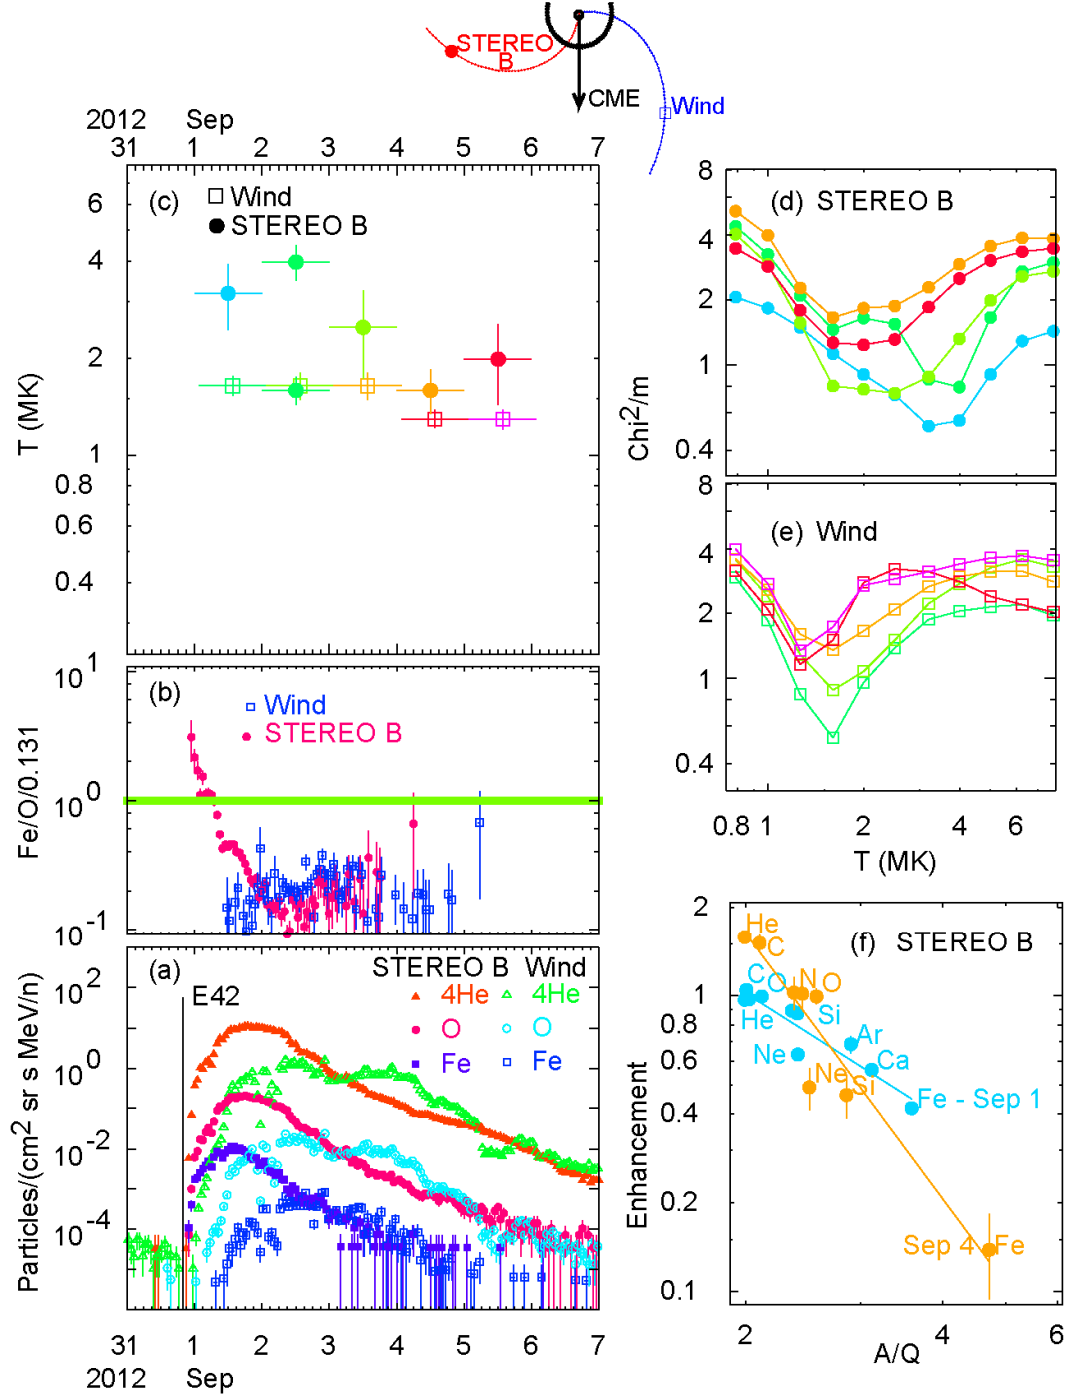 STEREO
B
CME
Wind
2012 Sep
31 1 2 3 4 5 6 7
(c)
Wind
STEREO B
6
4
2
1
0.8
0.6
0.4
T (MK)
(d) STEREO B
8
4
2
1
0.4
Chi2/m
(e) Wind
8
4
2
1
0.4
0.8 1 2 4 6
T (MK)
(b)
Wind
STEREO B
10 1
10 0
10 -1
Fe/O/0.131
(a)
STEREO B Wind
E42
4He 4He
O O
Fe Fe
10 2
10 0
10 -2
10 -4
Particles/(cm2 sr s MeV/n)
31 1 2 3 4 5 6 7
2012 Sep
(f) STEREO B
2
1
0.8
0.6
0.4
0.2
0.1
Enhancement
He
C
C O N O
He Si
Ne Ar
Ne Si Ca
Fe - Sep 1
Sep 4 Fe
2 4 6
A/Q